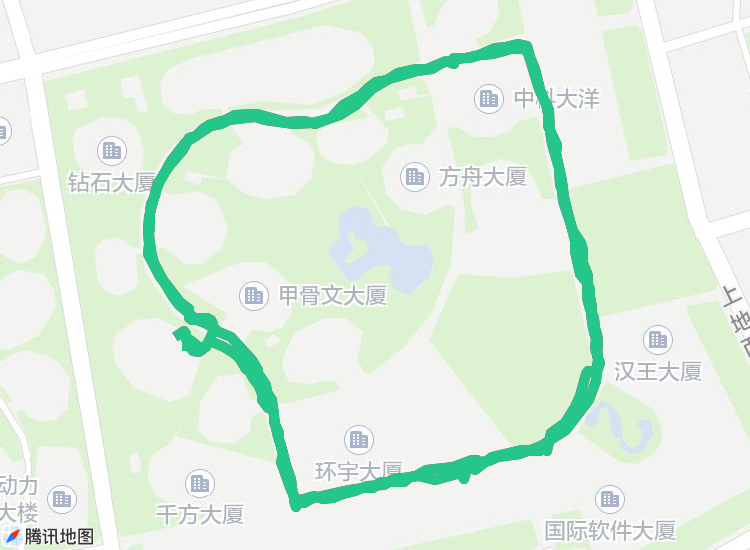 中科大洋
钻石大厦
方舟大厦
甲骨文大厦
上地西
汉王大厦
环宇大厦
动力
大楼
千方大厦
国际软件大厦
腾讯地图